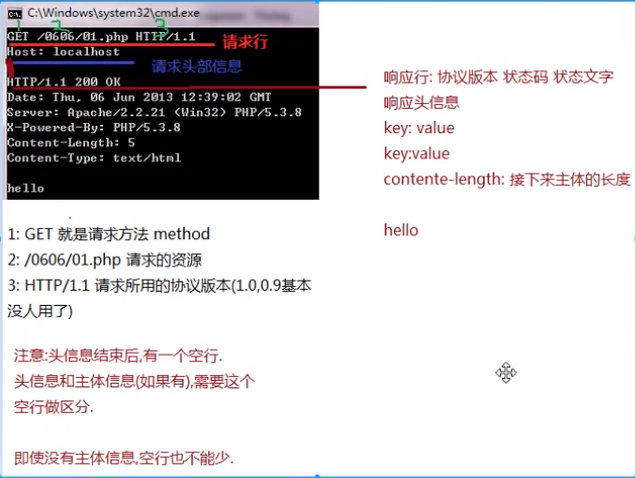 C:\Windows\system32\cmd.exe
1 2 3
GET /0606/01.php HTTP/1.1
请求行
Host: localhost
请求头部信息
HTTP/1.1 200 OK
Date: Thu, 06 Jun 2013 12:39:02 GMT
Server: Apache/2.2.21 (Win32) PHP/5.3.8
X-Powered-By: PHP/5.3.8
Content-Length: 5
Content-Type: text/html
hello
响应行: 协议版本 状态码 状态文字
响应头信息
key: value
key:value
contente-length: 接下来主体的长度
hello
1: GET 就是请求方法 method
2: /0606/01.php 请求的资源
3: HTTP/1.1 请求所用的协议版本(1.0,0.9基本
没人用了)
注意:头信息结束后,有一个空行.
头信息和主体信息(如果有),需要这个
空行做区分.
即使没有主体信息,空行也不能少.